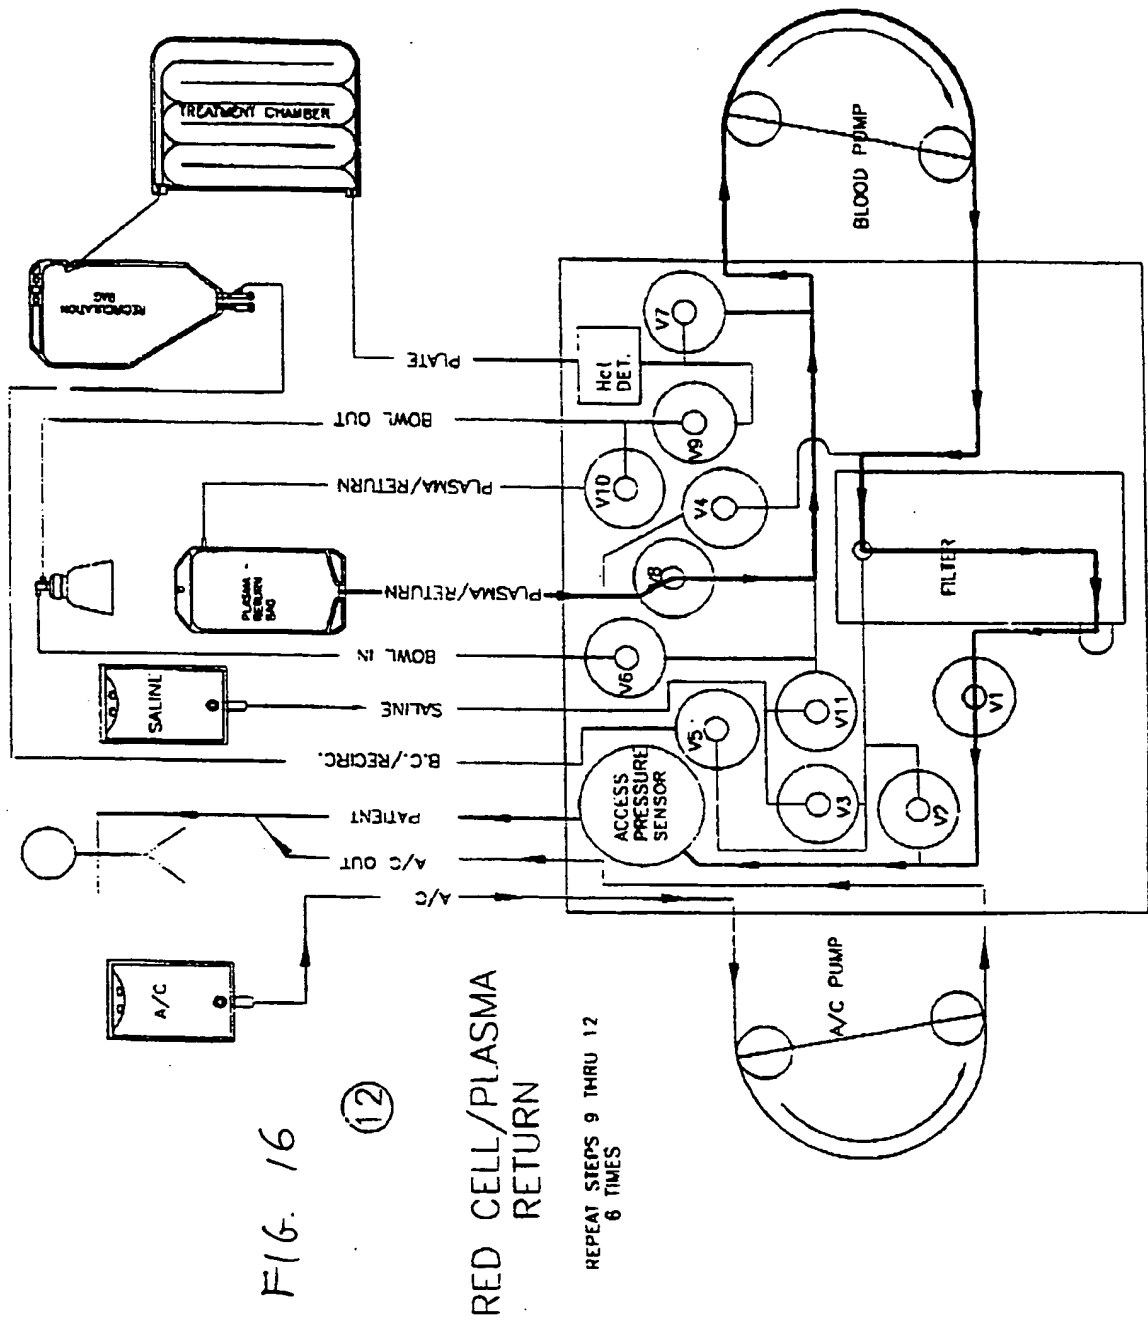 FIG. 16
12
RED CELL/PLASMA
RETURN
REPEAT STEPS 9 THRU 12
6 TIMES
A/C
SALINE
PLASMA
RETURN
BAG
RECIRCULATION
BAG
TREATMENT CHAMBER
A/C
A/C OUT
PATIENT
B.C./RECIRC.
SALINE
BOWL IN
PLASMA/RETURN
PLASMA/RETURN
BOWL OUT
PLATE
ACCESS
PRESSURE
SENSOR
V5
V6
V8
V4
V10
V9
Hct
DET.
V7
V3
V11
V2
V1
FILTER
A/C PUMP
BLOOD PUMP